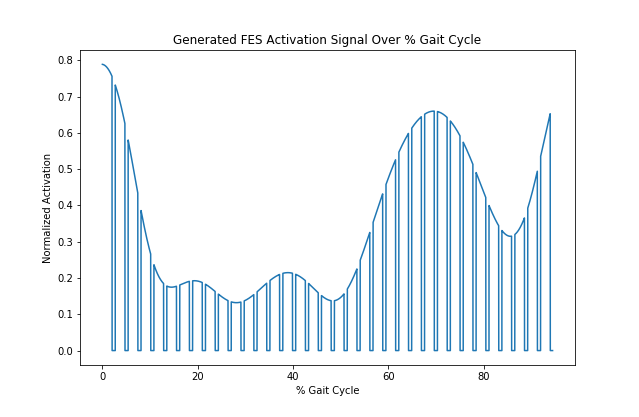 Generated FES Activation Signal Over % Gait Cycle
0.8
0.7
0.6
0.5
0.4
0.3
0.2
0.1
0.0
Normalized Activation
0 20 40 60 80
% Gait Cycle